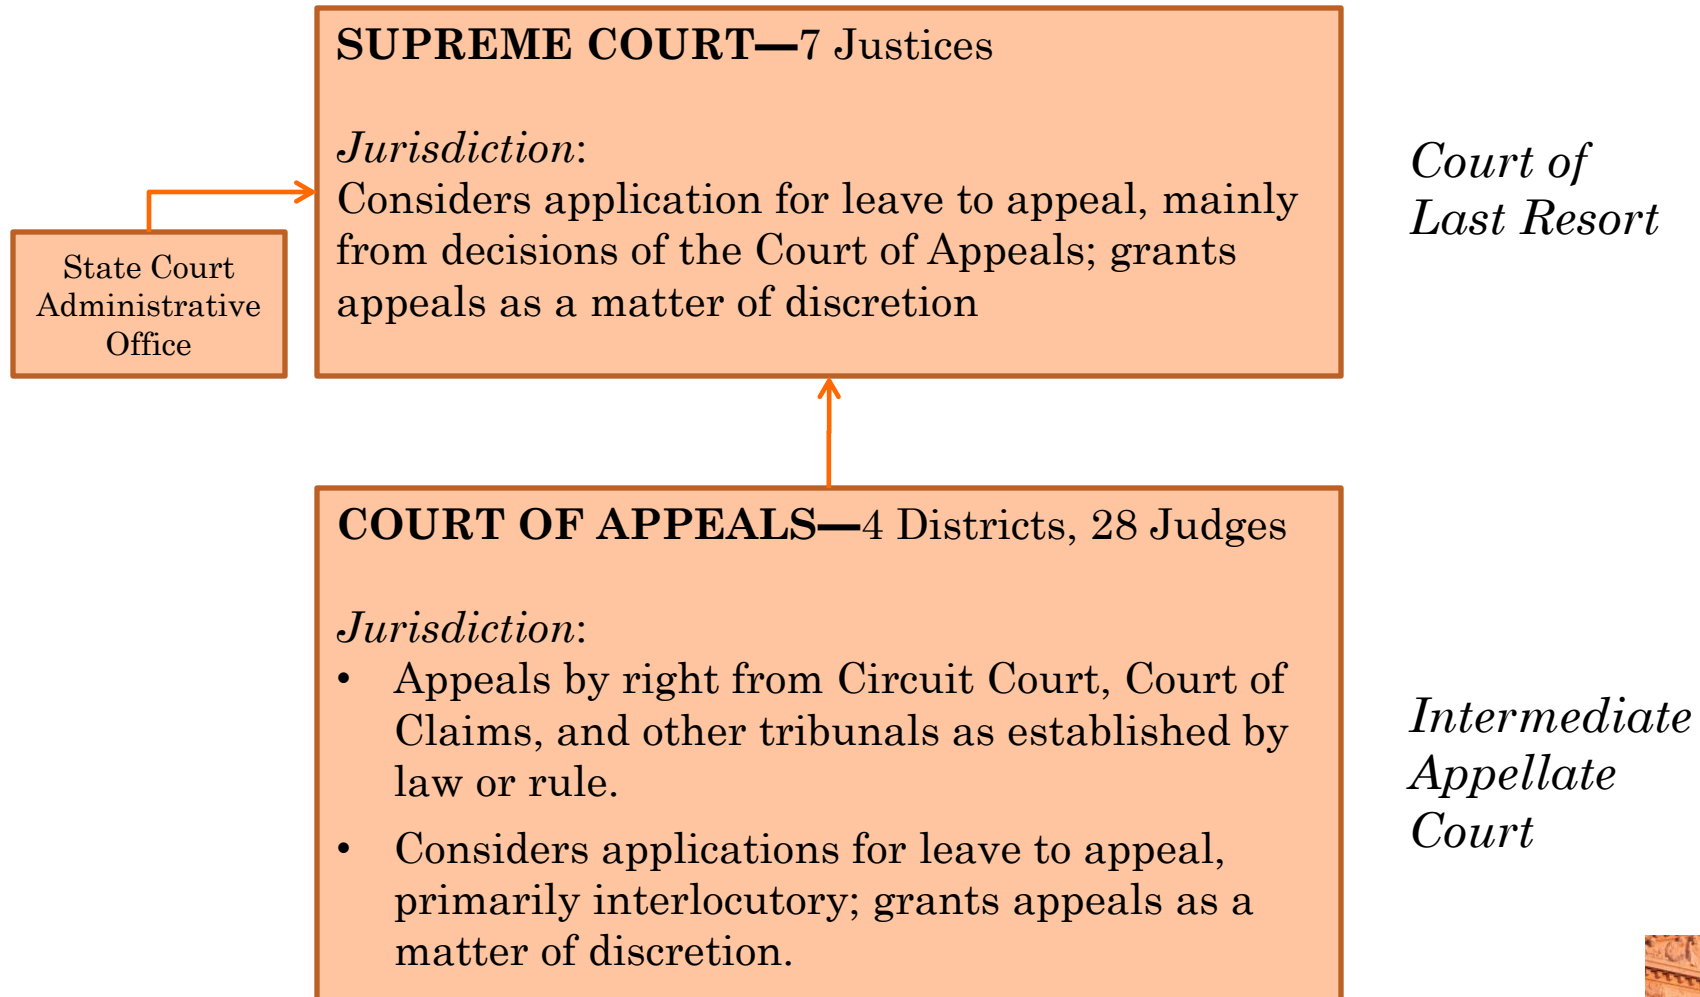 SUPREME COURT—7 Justices
Jurisdiction:
Considers application for leave to appeal, mainly
from decisions of the Court of Appeals; grants
appeals as a matter of discretion
Court of
Last Resort
State Court
Administrative
Office
COURT OF APPEALS—4 Districts, 28 Judges
Jurisdiction:
• Appeals by right from Circuit Court, Court of
Claims, and other tribunals as established by
law or rule.
• Considers applications for leave to appeal,
primarily interlocutory; grants appeals as a
matter of discretion.
Intermediate
Appellate
Court